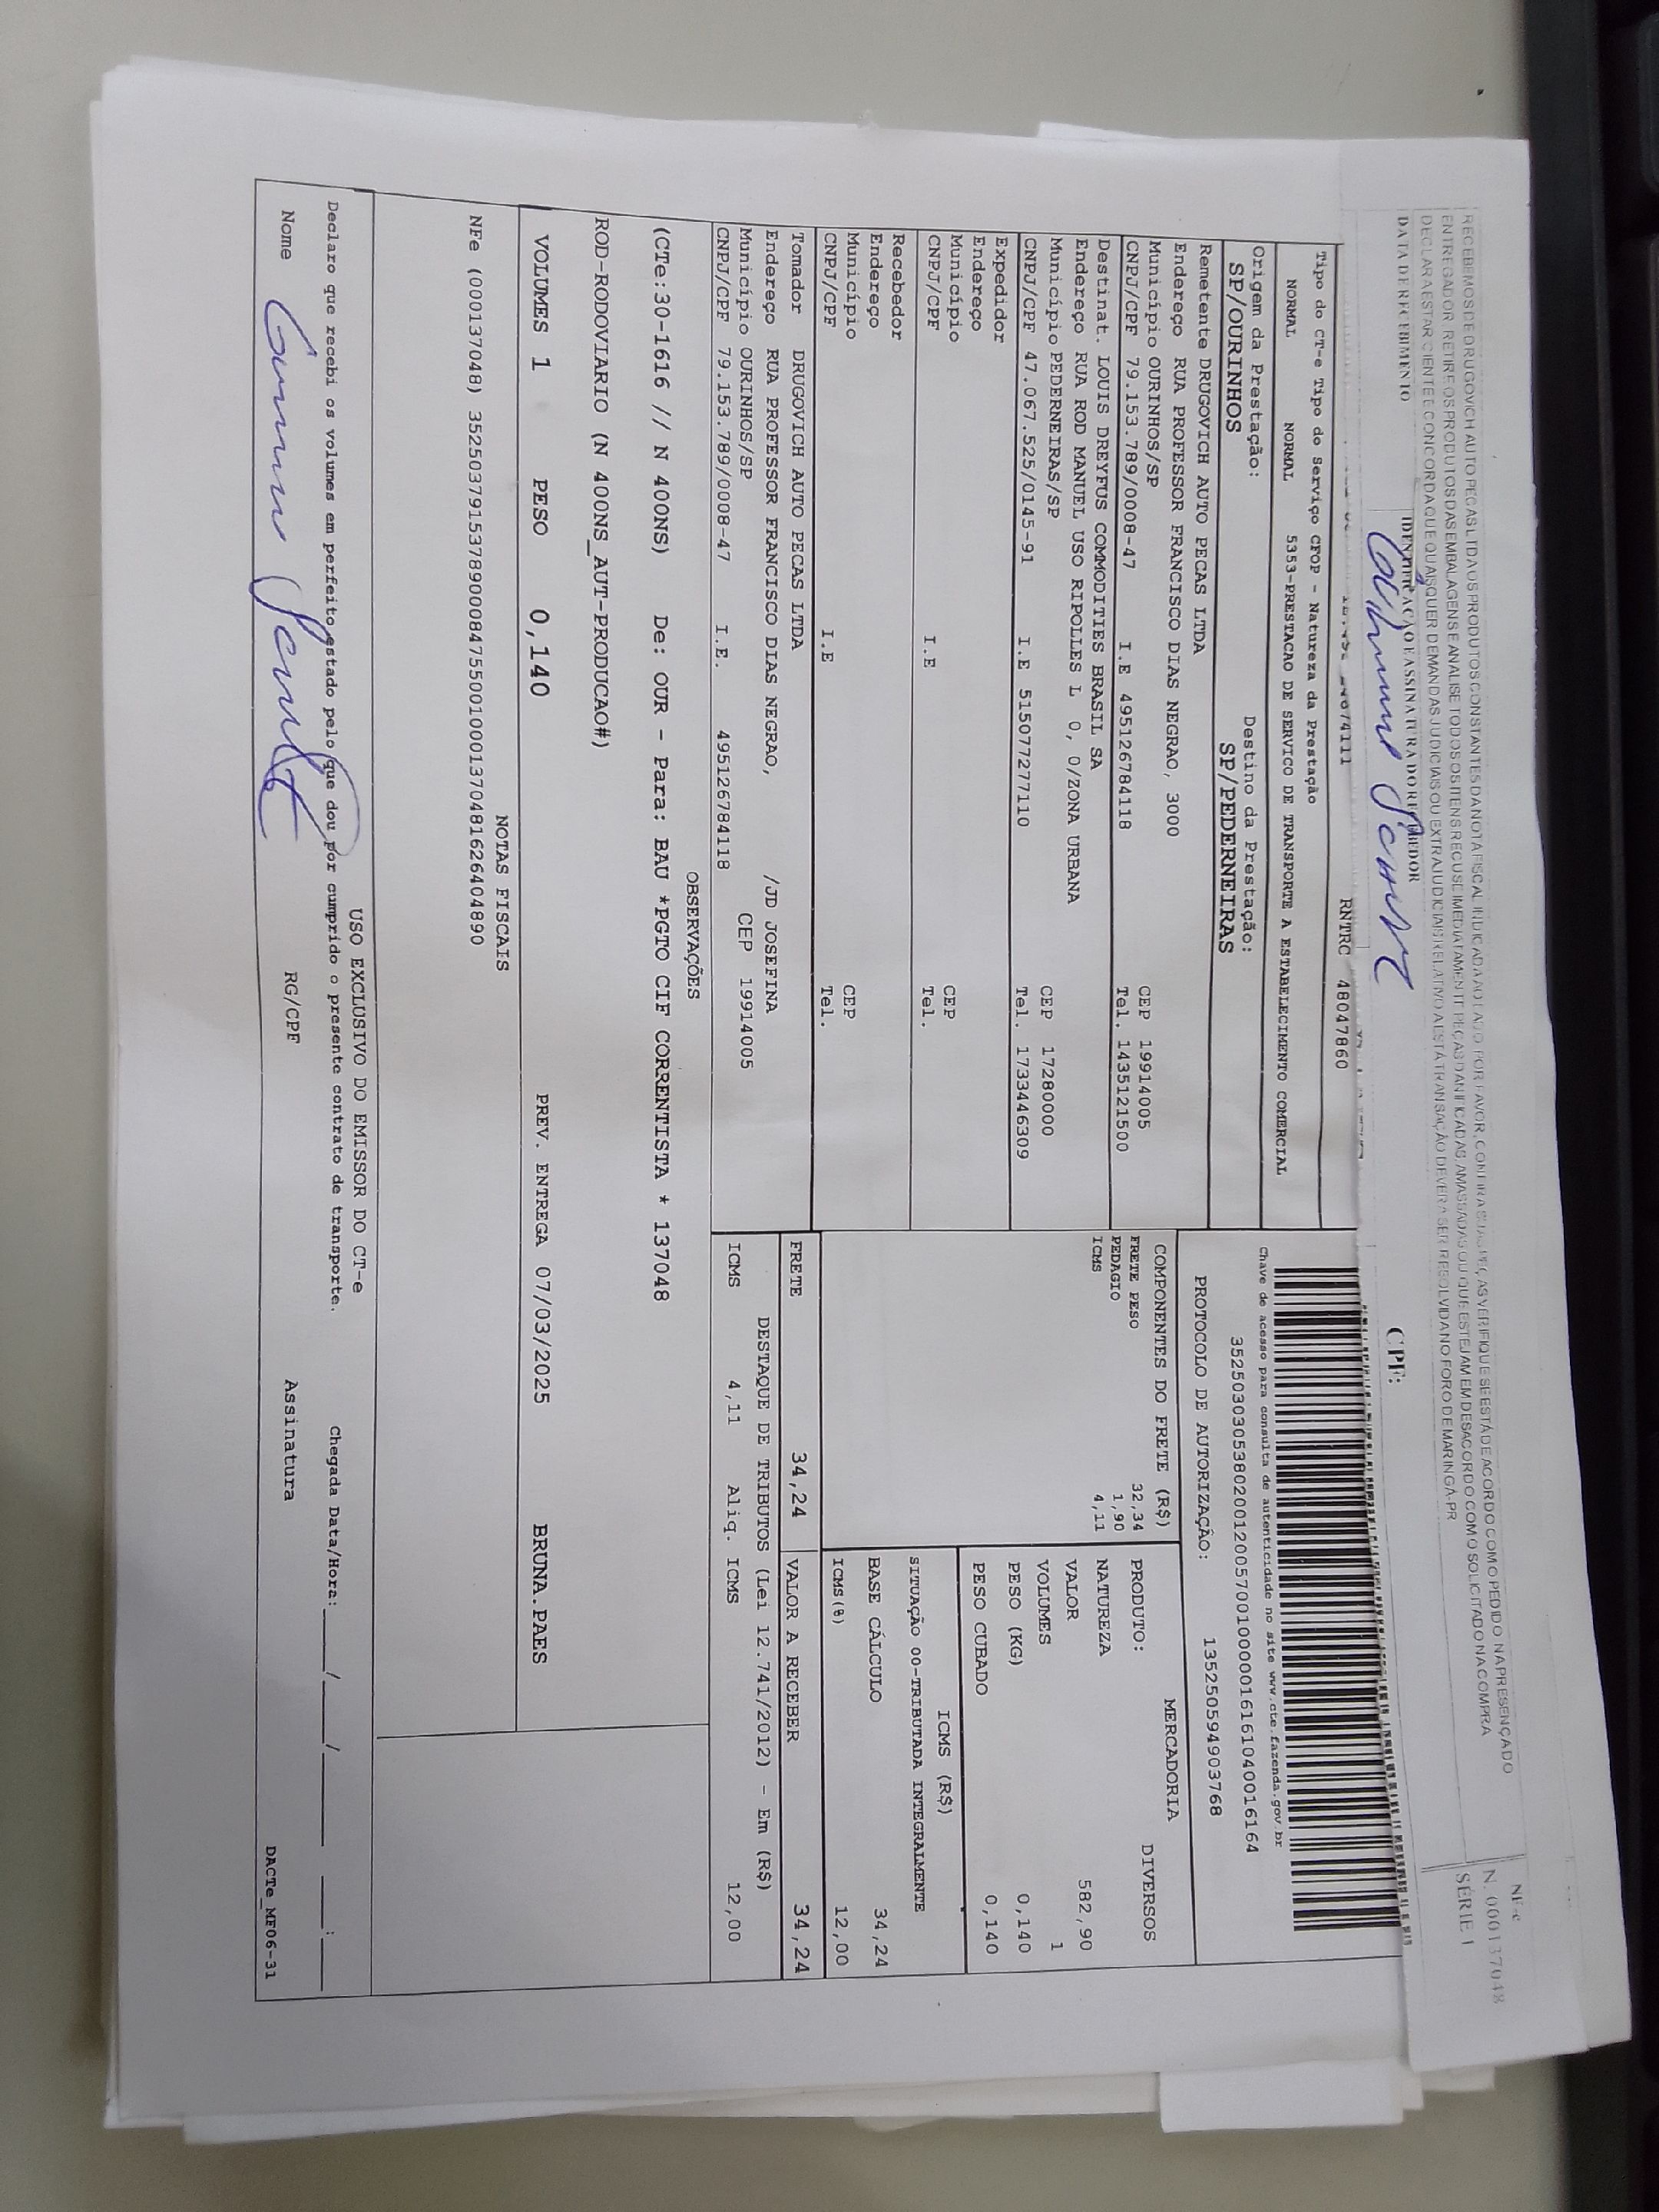 RECEBEMOS DE DRUGOVICH AUTO PEÇAS LTDA OS PRODUTOS CONSTANTES DA NOTA FISCAL INDICADA AO LADO. POR FAVOR, CONFIRA SUAS PEÇAS VERIFIQUE SE ESTÁ DE ACORDO COM O PEDIDO NA PRESENÇA DO
ENTREGADOR. RETIRE OS PRODUTOS DAS EMBALAGENS E ANALISE TODOS OS ITENS RECUSE IMEDIATAMENTE PEÇAS DANIFICADAS, AMASSADAS OU QUE ESTEJAM EM DESACORDO COM O SOLICITADO NA COMPRA
DECLARA ESTAR CIENTE E CONCORDA QUE QUAISQUER DEMANDAS JUDICIAIS OU EXTRAJUDICIAIS RELATIVO A ESTA TRANSAÇÃO DEVERA SER RESOLVIDA NO FORO DE MARINGÁ-PR
NF-e
N. 000137048
SÉRIE 1
DATA DE RECEBIMENTO IDENTIFICAÇÃO E ASSINATURA DO RECEBEDOR
CPF:
RNTRC 48047860
Tipo do CT-e Tipo do Serviço CFOP - Natureza da Prestação
NORMAL NORMAL 5353-PRESTACAO DE SERVICO DE TRANSPORTE A ESTABELECIMENTO COMERCIAL
Chave de acesso para consulta de autenticidade no site www.cte.fazenda.gov.br
35250303053802001200570010000016161040016164
Origem da Prestação: Destino da Prestação:
SP/OURINHOS SP/PEDERNEIRAS
PROTOCOLO DE AUTORIZAÇÃO: 135250594903768
Remetente DRUGOVICH AUTO PECAS LTDA
Endereço RUA PROFESSOR FRANCISCO DIAS NEGRAO, 3000
Município OURINHOS/SP CEP 19914005
CNPJ/CPF 79.153.789/0008-47 I.E 495126784118 Tel. 1435121500
Destinat. LOUIS DREYFUS COMMODITIES BRASIL SA
Endereço RUA ROD MANUEL USO RIPOLLES L 0, 0/ZONA URBANA
Município PEDERNEIRAS/SP CEP 17280000
CNPJ/CPF 47.067.525/0145-91 I.E 515077277110 Tel. 1733446309
Expedidor
Endereço
Município CEP
CNPJ/CPF I.E Tel.
Recebedor
Endereço
Município CEP
CNPJ/CPF I.E Tel.
Tomador DRUGOVICH AUTO PECAS LTDA
Endereço RUA PROFESSOR FRANCISCO DIAS NEGRAO, /JD JOSEFINA
Município OURINHOS/SP CEP 19914005
CNPJ/CPF 79.153.789/0008-47 I.E. 495126784118
COMPONENTES DO FRETE (R$)
FRETE PESO 32,34
PEDAGIO 1,90
ICMS 4,11
MERCADORIA
PRODUTO: DIVERSOS
NATUREZA
VALOR 582,90
VOLUMES 1
PESO (KG) 0,140
PESO CUBADO 0,140
ICMS (R$)
SITUAÇÃO 00-TRIBUTADA INTEGRALMENTE
BASE CÁLCULO 34,24
ICMS(%) 12,00
FRETE 34,24 VALOR A RECEBER 34,24
DESTAQUE DE TRIBUTOS (Lei 12.741/2012) - Em (R$)
ICMS 4,11 Aliq. ICMS 12,00
OBSERVAÇÕES
(CTe:30-1616 // N 400NS) De: OUR - Para: BAU *PGTO CIF CORRENTISTA * 137048
ROD-RODOVIARIO (N 400NS_AUT-PRODUCAO#)
VOLUMES 1 PESO 0,140 PREV. ENTREGA 07/03/2025 BRUNA.PAES
NOTAS FISCAIS
NFe (000137048) 35250379153789000847550010001370481626404890
USO EXCLUSIVO DO EMISSOR DO CT-e
Declaro que recebi os volumes em perfeito estado pelo que dou por cumprido o presente contrato de transporte. Chegada Data/Hora: ____/____/____ ____:____
Nome RG/CPF Assinatura
DACTe_MF06-31